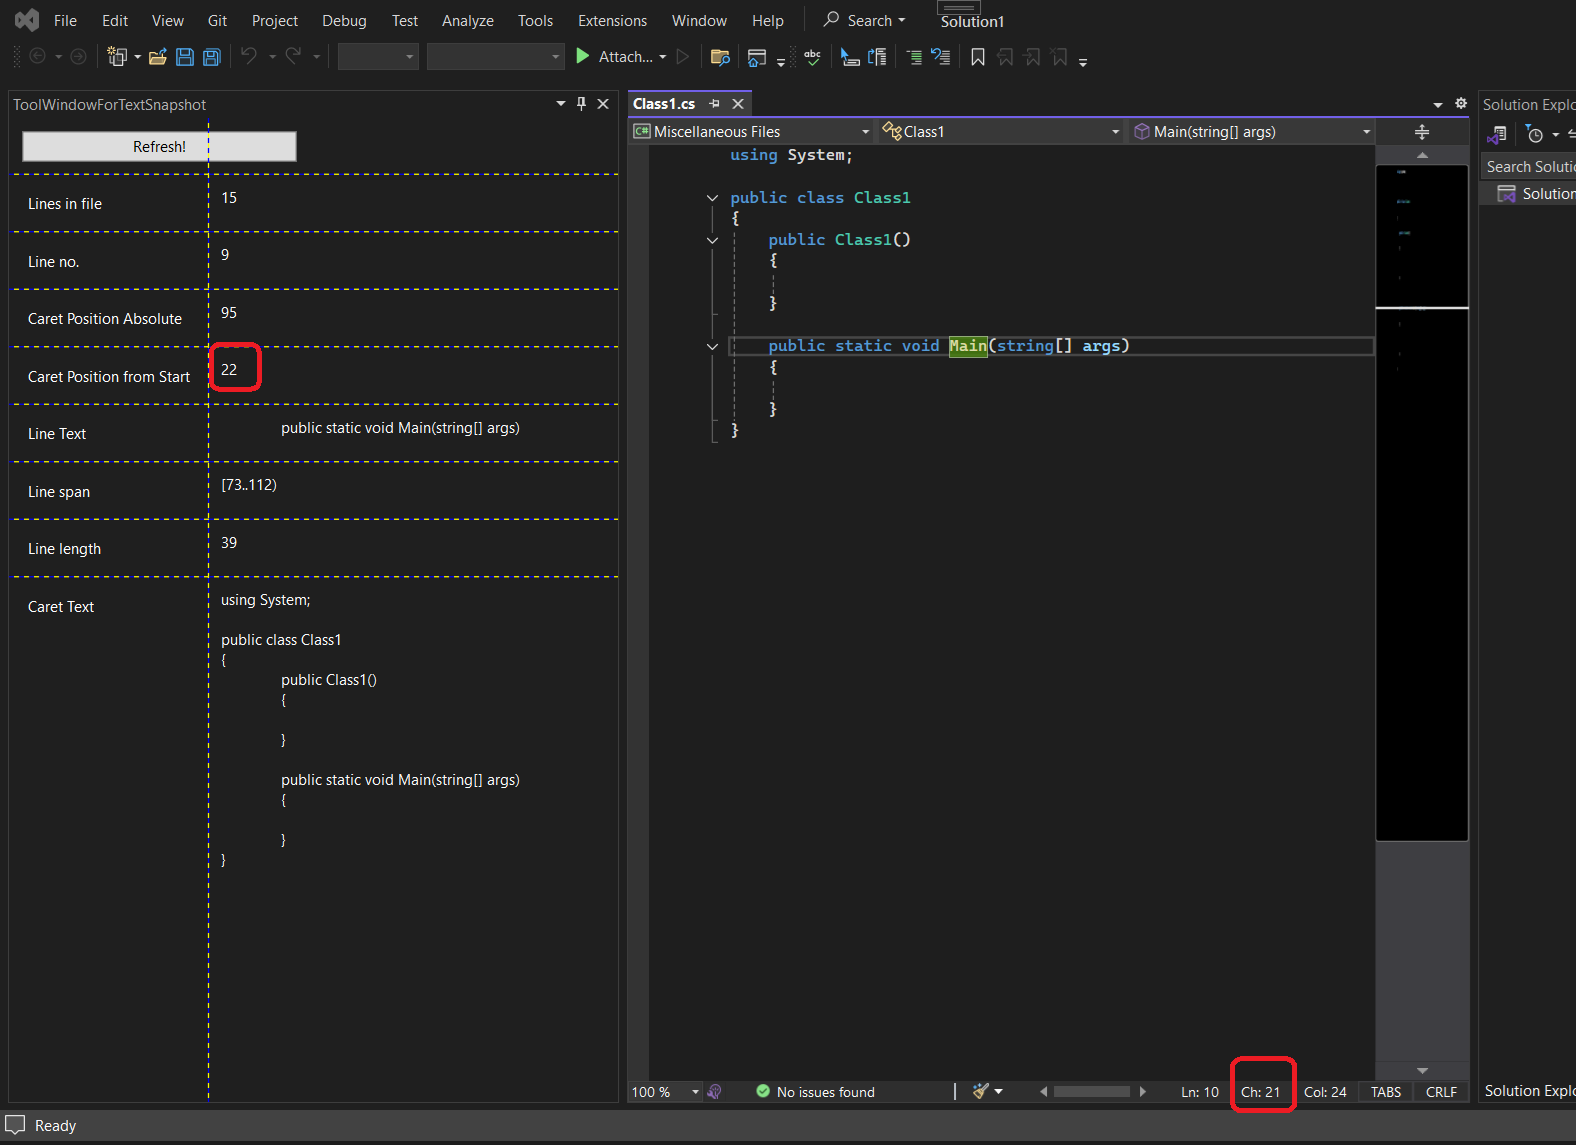 File Edit View Git Project Debug Test Analyze Tools Extensions Window Help Search Solution1
Attach...
abc
ToolWindowForTextSnapshot
Refresh!
Lines in file 15
Line no. 9
Caret Position Absolute 95
Caret Position from Start 22
Line Text public static void Main(string[] args)
Line span [73..112)
Line length 39
Caret Text using System;
public class Class1
{
public Class1()
{
}
public static void Main(string[] args)
{
}
}
Class1.cs
C# Miscellaneous Files Class1 Main(string[] args)
using System;
public class Class1
{
public Class1()
{
}
public static void Main(string[] args)
{
}
}
100 % No issues found Ln: 10 Ch: 21 Col: 24 TABS CRLF
Solution Explo
Search Solutio
Solution
Solution Explo
Ready